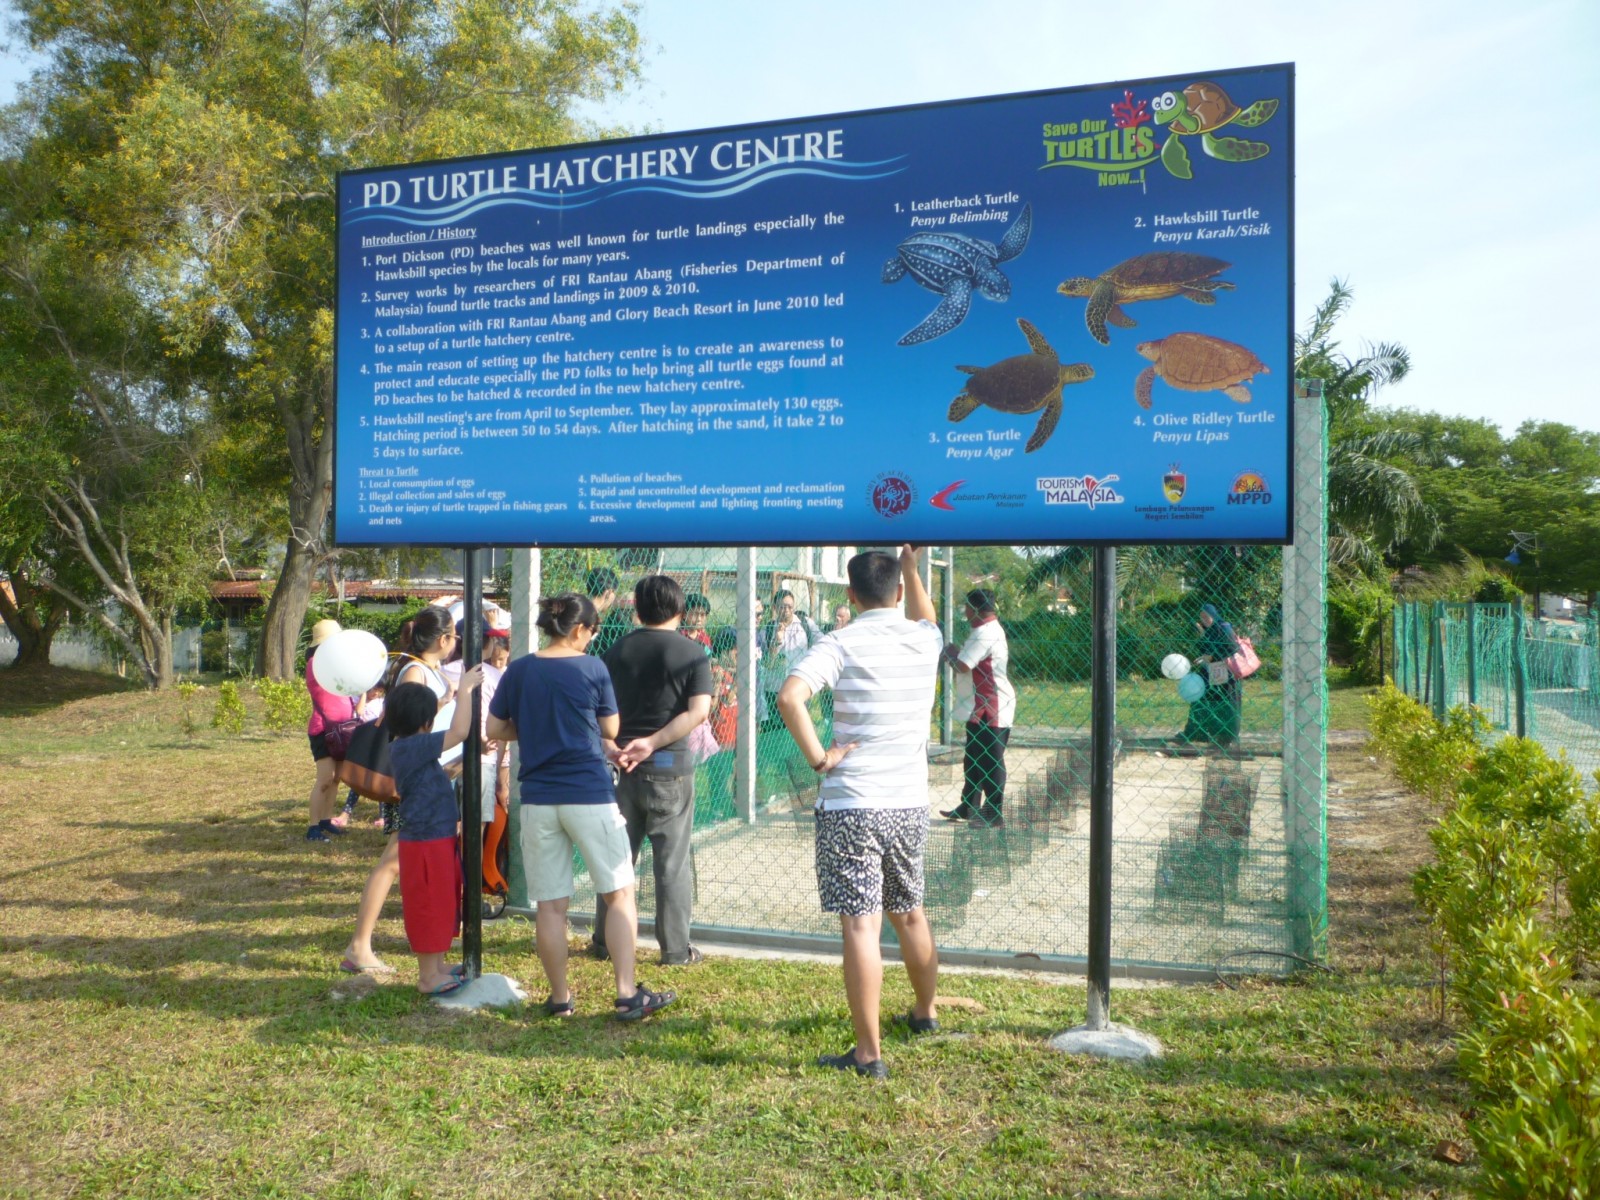 PD TURTLE HATCHERY CENTRE
Introduction / History
1. Port Dickson (PD) beaches was well known for turtle landings especially the
Hawksbill species by the locals for many years.
2. Survey works by researchers of FRI Rantau Abang (Fisheries Department of
Malaysia) found turtle tracks and landings in 2009 & 2010.
3. A collaboration with FRI Rantau Abang and Glory Beach Resort in June 2010 led
to a setup of a turtle hatchery centre.
4. The main reason of setting up the hatchery centre is to create an awareness to
protect and educate especially the PD folks to help bring all turtle eggs found at
PD beaches to be hatched & recorded in the new hatchery centre.
5. Hawksbill nesting's are from April to September. They lay approximately 130 eggs.
Hatching period is between 50 to 54 days. After hatching in the sand, it take 2 to
5 days to surface.
Threat to Turtle
1. Local consumption of eggs
2. Illegal collection and sales of eggs
3. Death or injury of turtle trapped in fishing gears
and nets
4. Pollution of beaches
5. Rapid and uncontrolled development and reclamation
6. Excessive development and lighting fronting nesting
areas.
Save Our
TURTLES
Now...!
1. Leatherback Turtle
Penyu Belimbing
2. Hawksbill Turtle
Penyu Karah/Sisik
3. Green Turtle
Penyu Agar
4. Olive Ridley Turtle
Penyu Lipas
Jabatan Perikanan
Malaysia
TOURISM
MALAYSIA
Lembaga Pelancongan
Negeri Sembilan
MPPD